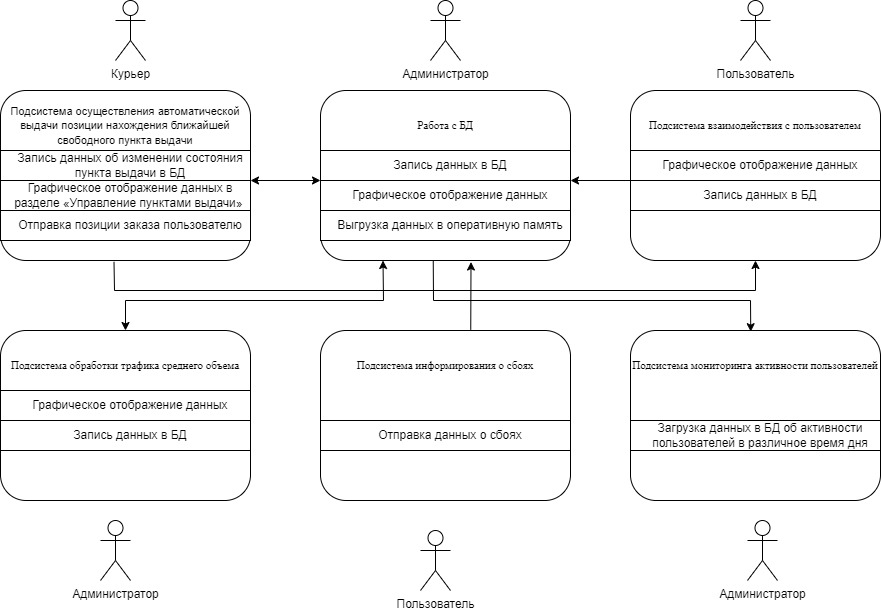 Курьер
Администратор
Пользователь
Подсистема осуществления автоматической
выдачи позиции нахождения ближайшей
свободного пункта выдачи
Запись данных об изменении состояния
пункта выдачи в БД
Графическое отображение данных в
разделе «Управление пунктами выдачи»
Отправка позиции заказа пользователю
Работа с БД
Запись данных в БД
Графическое отображение данных
Выгрузка данных в оперативную память
Подсистема взаимодействия с пользователем
Графическое отображение данных
Запись данных в БД
Подсистема обработки трафика среднего объема
Графическое отображение данных
Запись данных в БД
Подсистема информирования о сбоях
Отправка данных о сбоях
Подсистема мониторинга активности пользователей
Загрузка данных в БД об активности
пользователей в различное время дня
Администратор
Пользователь
Администратор